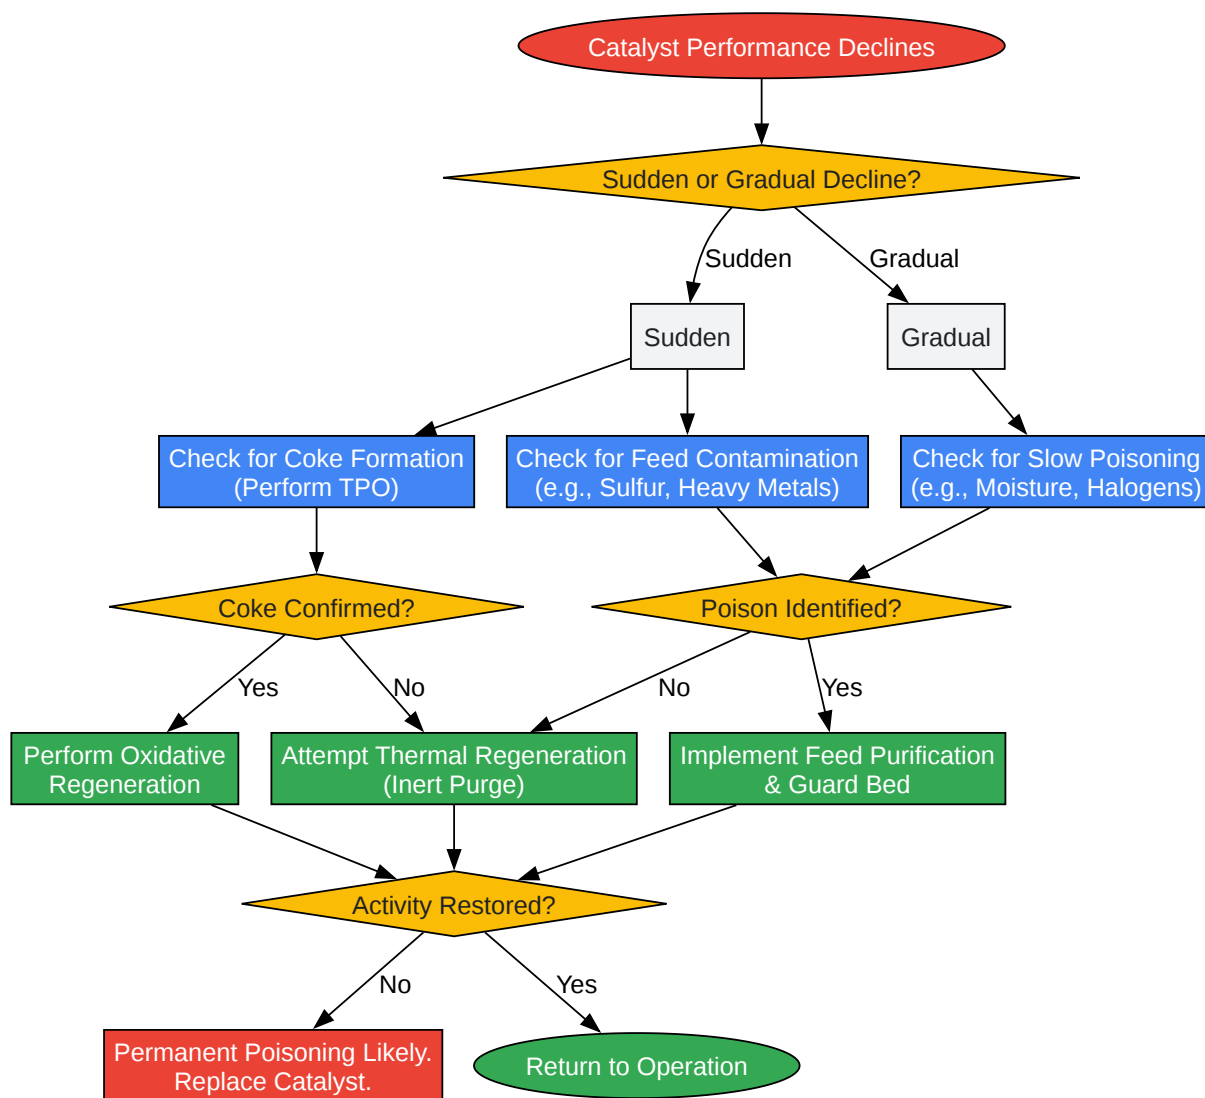 Catalyst Performance Declines
Sudden or Gradual Decline?
Sudden
Gradual
Sudden
Gradual
Check for Coke Formation
(Perform TPO)
Check for Feed Contamination
(e.g., Sulfur, Heavy Metals)
Check for Slow Poisoning
(e.g., Moisture, Halogens)
Coke Confirmed?
Poison Identified?
Yes
No
No
Yes
Perform Oxidative
Regeneration
Attempt Thermal Regeneration
(Inert Purge)
Implement Feed Purification
& Guard Bed
Activity Restored?
No
Yes
Permanent Poisoning Likely.
Replace Catalyst.
Return to Operation